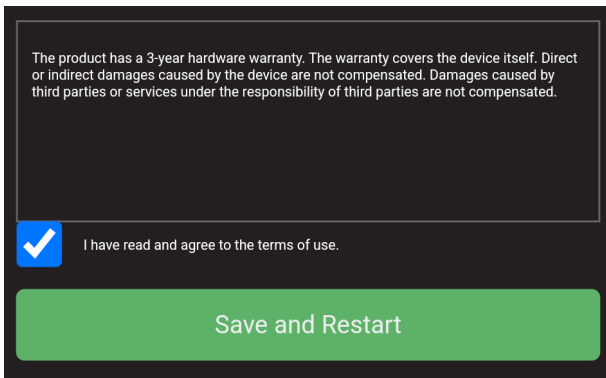 The product has a 3-year hardware warranty. The warranty covers the device itself. Direct
or indirect damages caused by the device are not compensated. Damages caused by
third parties or services under the responsibility of third parties are not compensated.
I have read and agree to the terms of use.
Save and Restart